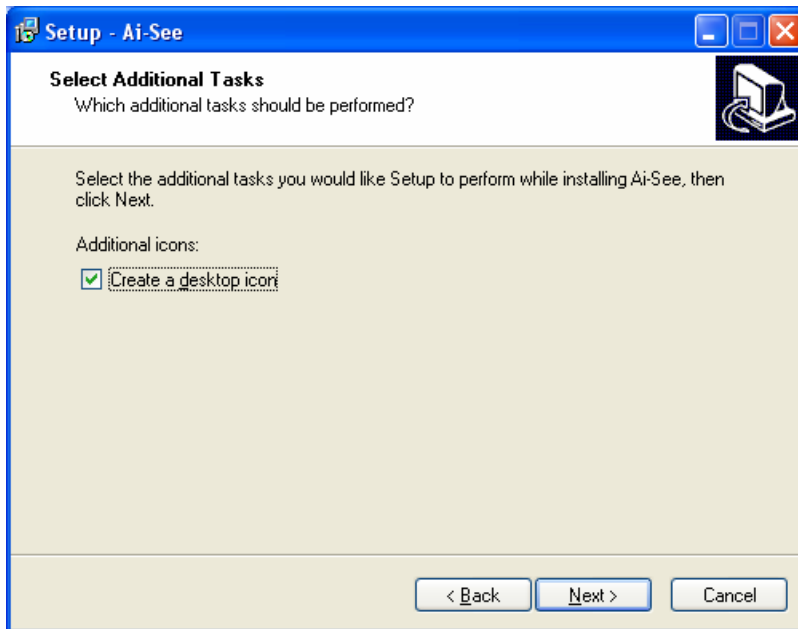 Setup - Ai-See
Select Additional Tasks
Which additional tasks should be performed?
Select the additional tasks you would like Setup to perform while installing Ai-See, then
click Next.
Additional icons:
Create a desktop icon
< Back
Next >
Cancel